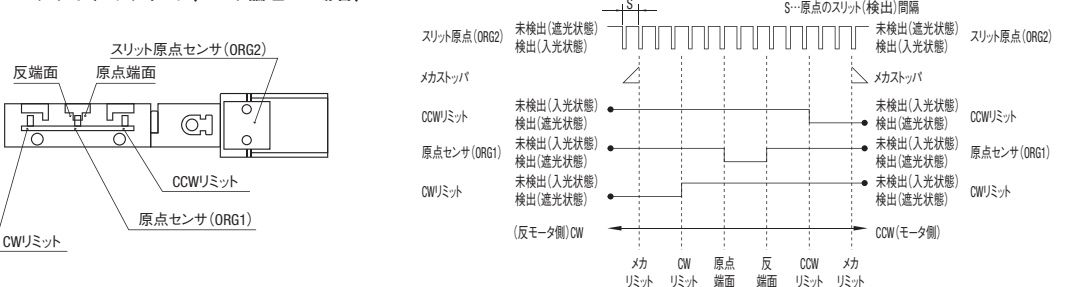 スリット原点センサ(ORG2)
反端面
原点端面
CCWリミット
原点センサ(ORG1)
CWリミット
S
S…原点のスリット(検出)間隔
スリット原点(ORG2)
未検出(遮光状態)
検出(入光状態)
未検出(遮光状態)
検出(入光状態)
スリット原点(ORG2)
メカストッパ
メカストッパ
CCWリミット
未検出(入光状態)
検出(遮光状態)
未検出(入光状態)
検出(遮光状態)
CCWリミット
原点センサ(ORG1)
未検出(入光状態)
検出(遮光状態)
未検出(入光状態)
検出(遮光状態)
原点センサ(ORG1)
CWリミット
未検出(入光状態)
検出(遮光状態)
未検出(入光状態)
検出(遮光状態)
CWリミット
(反モータ側)CW
CCW(モータ側)
メカ
リミット
CW
リミット
原点
端面
反
端面
CCW
リミット
メカ
リミット